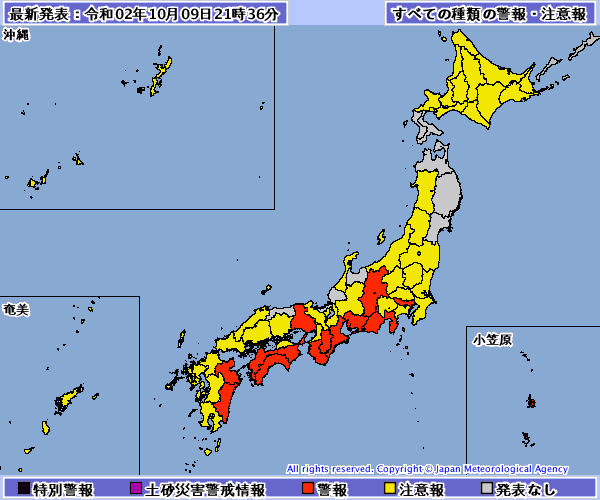 最新発表：令和02年10月09日21時36分
すべての種類の警報・注意報
沖縄
奄美
小笠原
All rights reserved. Copyright © Japan Meteorological Agency
特別警報 土砂災害警戒情報 警報 注意報 発表なし